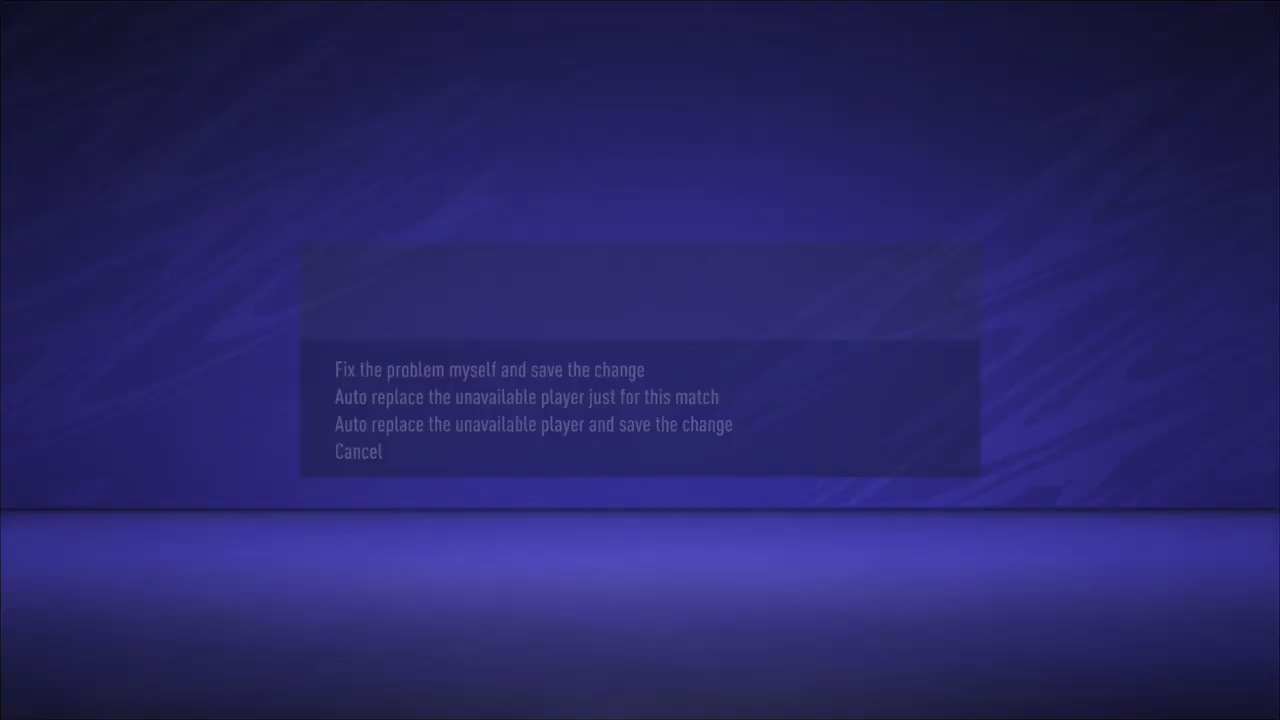 Fix the problem myself and save the change
Auto replace the unavailable player just for this match
Auto replace the unavailable player and save the change
Cancel